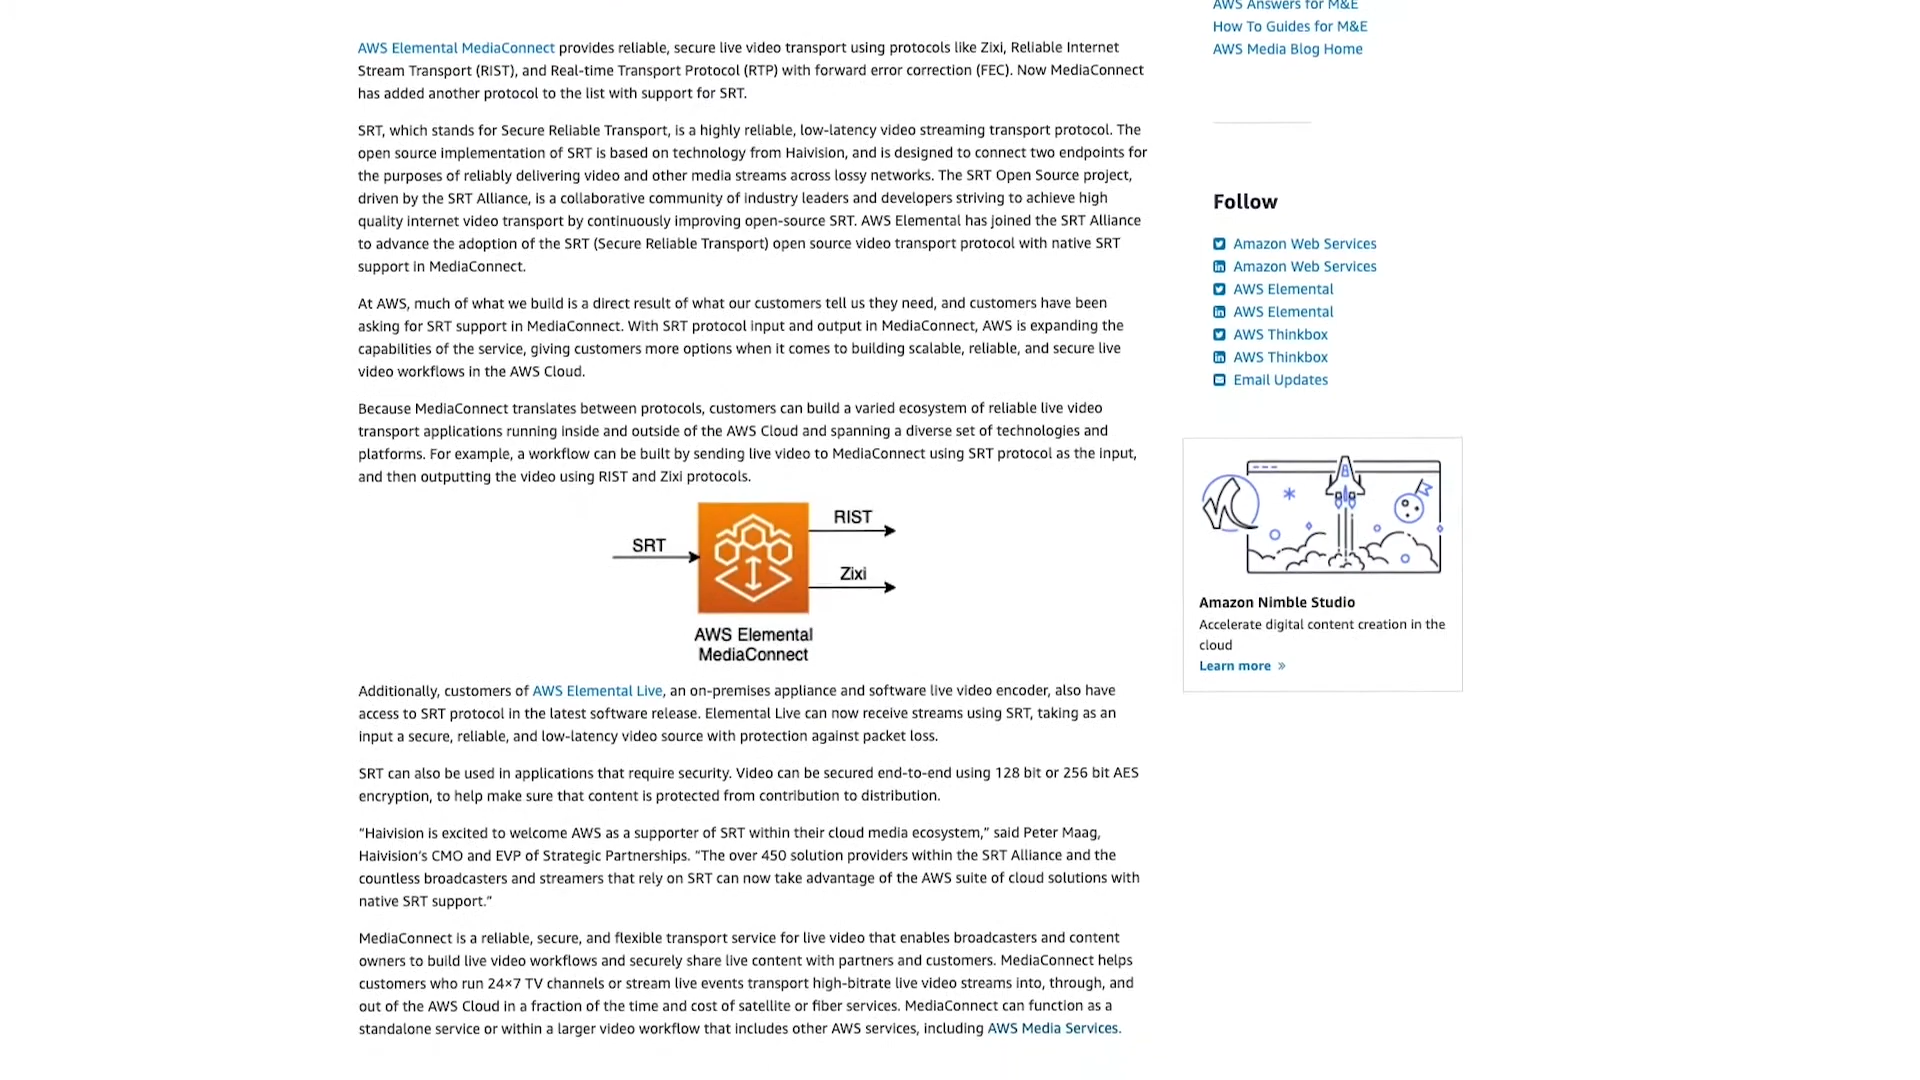 AWS Elemental MediaConnect provides reliable, secure live video transport using protocols like Zixi, Reliable Internet
Stream Transport (RIST), and Real-time Transport Protocol (RTP) with forward error correction (FEC). Now MediaConnect
has added another protocol to the list with support for SRT.
SRT, which stands for Secure Reliable Transport, is a highly reliable, low-latency video streaming transport protocol. The
open source implementation of SRT is based on technology from Haivision, and is designed to connect two endpoints for
the purposes of reliably delivering video and other media streams across lossy networks. The SRT Open Source project,
driven by the SRT Alliance, is a collaborative community of industry leaders and developers striving to achieve high
quality internet video transport by continuously improving open-source SRT. AWS Elemental has joined the SRT Alliance
to advance the adoption of the SRT (Secure Reliable Transport) open source video transport protocol with native SRT
support in MediaConnect.
At AWS, much of what we build is a direct result of what our customers tell us they need, and customers have been
asking for SRT support in MediaConnect. With SRT protocol input and output in MediaConnect, AWS is expanding the
capabilities of the service, giving customers more options when it comes to building scalable, reliable, and secure live
video workflows in the AWS Cloud.
Because MediaConnect translates between protocols, customers can build a varied ecosystem of reliable live video
transport applications running inside and outside of the AWS Cloud and spanning a diverse set of technologies and
platforms. For example, a workflow can be built by sending live video to MediaConnect using SRT protocol as the input,
and then outputting the video using RIST and Zixi protocols.
SRT
RIST
Zixi
AWS Elemental
MediaConnect
Additionally, customers of AWS Elemental Live, an on-premises appliance and software live video encoder, also have
access to SRT protocol in the latest software release. Elemental Live can now receive streams using SRT, taking as an
input a secure, reliable, and low-latency video source with protection against packet loss.
SRT can also be used in applications that require security. Video can be secured end-to-end using 128 bit or 256 bit AES
encryption, to help make sure that content is protected from contribution to distribution.
“Haivision is excited to welcome AWS as a supporter of SRT within their cloud media ecosystem,” said Peter Maag,
Haivision’s CMO and EVP of Strategic Partnerships. “The over 450 solution providers within the SRT Alliance and the
countless broadcasters and streamers that rely on SRT can now take advantage of the AWS suite of cloud solutions with
native SRT support.”
MediaConnect is a reliable, secure, and flexible transport service for live video that enables broadcasters and content
owners to build live video workflows and securely share live content with partners and customers. MediaConnect helps
customers who run 24×7 TV channels or stream live events transport high-bitrate live video streams into, through, and
out of the AWS Cloud in a fraction of the time and cost of satellite or fiber services. MediaConnect can function as a
standalone service or within a larger video workflow that includes other AWS services, including AWS Media Services.
AWS Answers for M&E
How To Guides for M&E
AWS Media Blog Home
Follow
Amazon Web Services
Amazon Web Services
AWS Elemental
AWS Elemental
AWS Thinkbox
AWS Thinkbox
Email Updates
Amazon Nimble Studio
Accelerate digital content creation in the
cloud
Learn more »